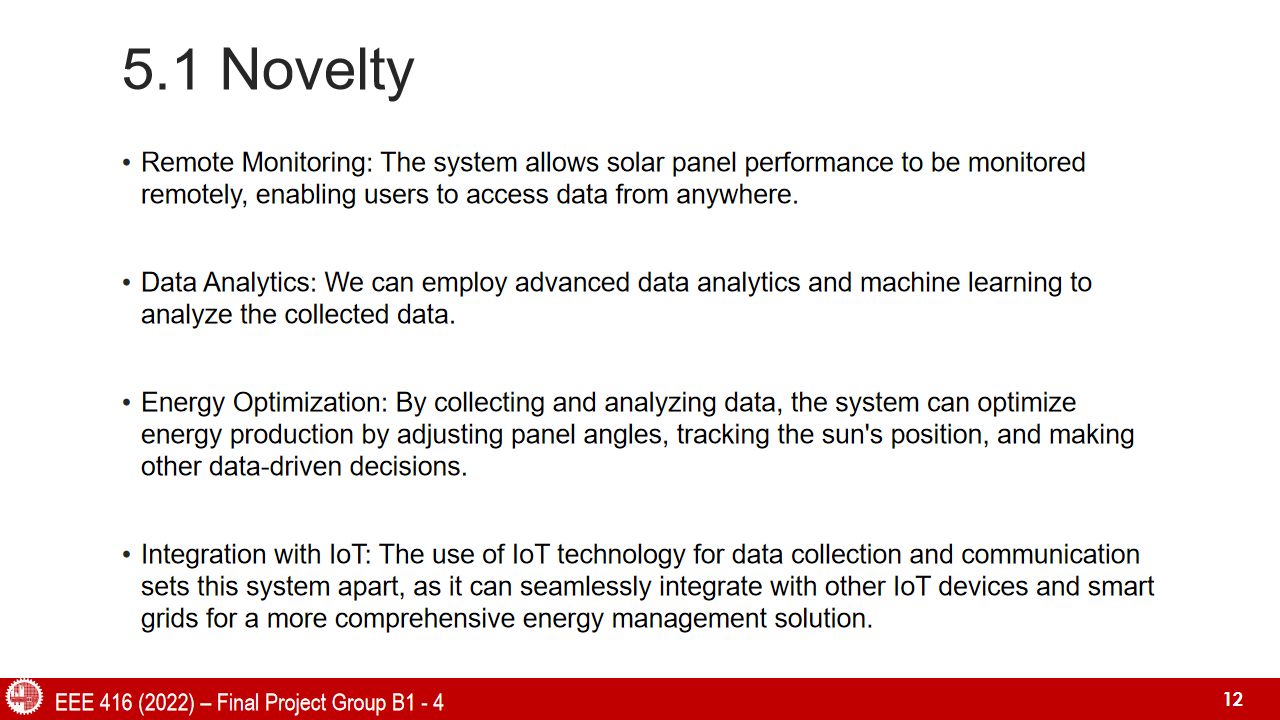 5.1 Novelty
• Remote Monitoring: The system allows solar panel performance to be monitored
remotely, enabling users to access data from anywhere.
• Data Analytics: We can employ advanced data analytics and machine learning to
analyze the collected data.
• Energy Optimization: By collecting and analyzing data, the system can optimize
energy production by adjusting panel angles, tracking the sun's position, and making
other data-driven decisions.
• Integration with IoT: The use of IoT technology for data collection and communication
sets this system apart, as it can seamlessly integrate with other IoT devices and smart
grids for a more comprehensive energy management solution.
EEE 416 (2022) – Final Project Group B1 - 4
12